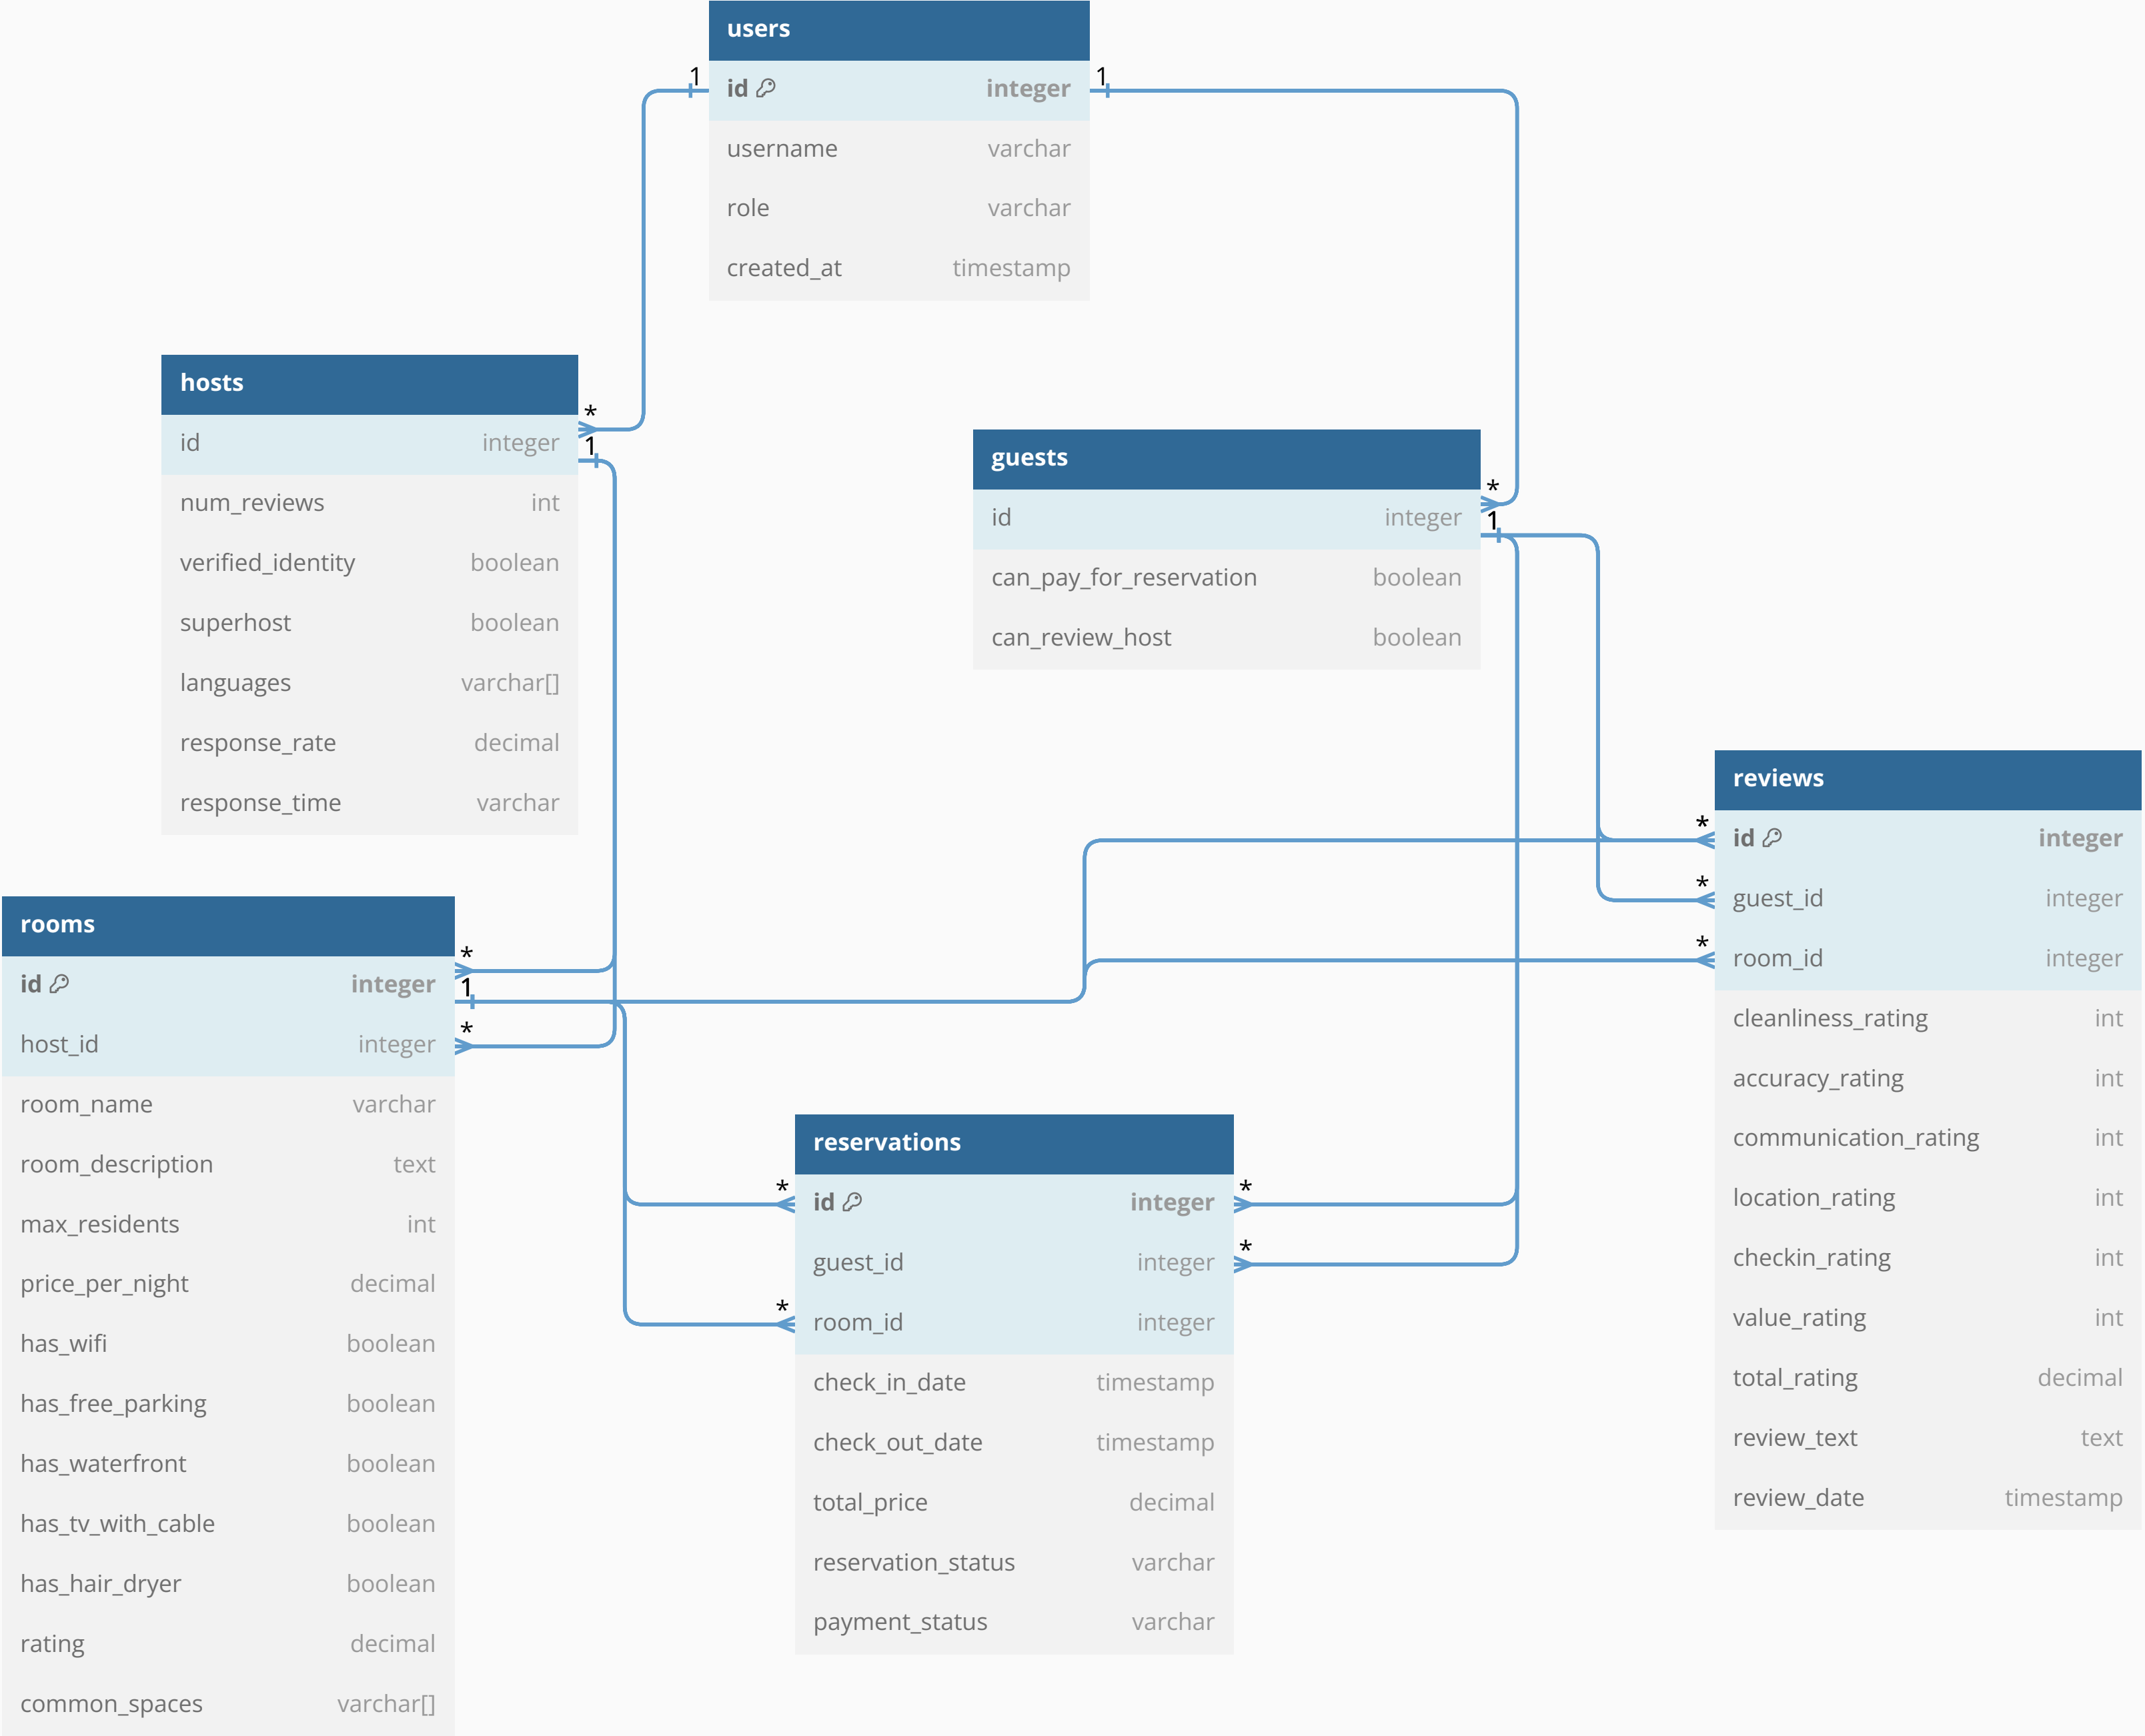 users
1
1
id integer
username varchar
role varchar
created_at timestamp
hosts
*
id integer
1
num_reviews int
verified_identity boolean
superhost boolean
languages varchar[]
response_rate decimal
response_time varchar
guests
*
id integer
1
can_pay_for_reservation boolean
can_review_host boolean
reviews
*
id integer
*
guest_id integer
*
room_id integer
cleanliness_rating int
accuracy_rating int
communication_rating int
location_rating int
checkin_rating int
value_rating int
total_rating decimal
review_text text
review_date timestamp
rooms
*
id integer
1
*
host_id integer
room_name varchar
room_description text
max_residents int
price_per_night decimal
has_wifi boolean
has_free_parking boolean
has_waterfront boolean
has_tv_with_cable boolean
has_hair_dryer boolean
rating decimal
common_spaces varchar[]
reservations
* *
id integer
*
guest_id integer
*
room_id integer
check_in_date timestamp
check_out_date timestamp
total_price decimal
reservation_status varchar
payment_status varchar